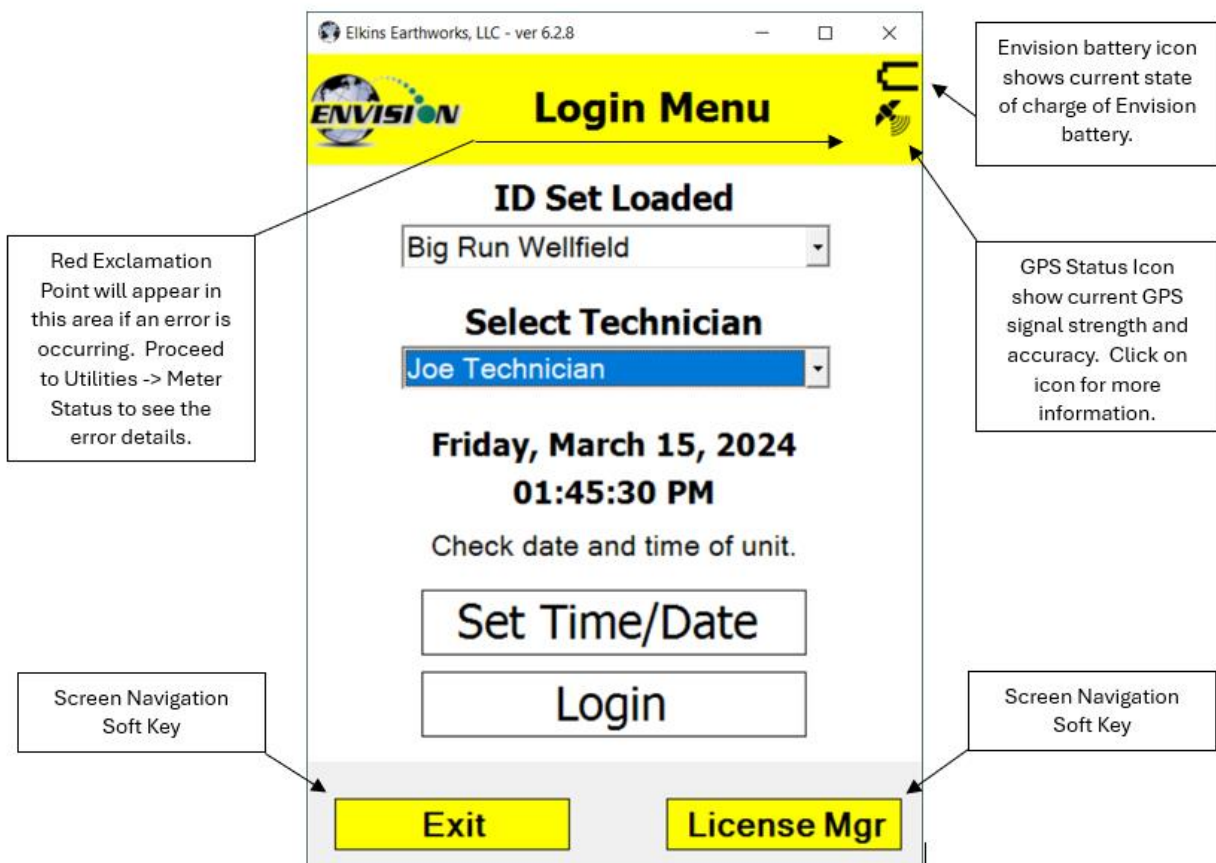 Elkins Earthworks, LLC - ver 6.2.8
ENVISION
Login Menu
Envision battery icon
shows current state
of charge of Envision
battery.
ID Set Loaded
Big Run Wellfield
Red Exclamation
Point will appear in
this area if an error is
occurring. Proceed
to Utilities -> Meter
Status to see the
error details.
GPS Status Icon
show current GPS
signal strength and
accuracy. Click on
icon for more
information.
Select Technician
Joe Technician
Friday, March 15, 2024
01:45:30 PM
Check date and time of unit.
Set Time/Date
Login
Screen Navigation
Soft Key
Screen Navigation
Soft Key
Exit
License Mgr